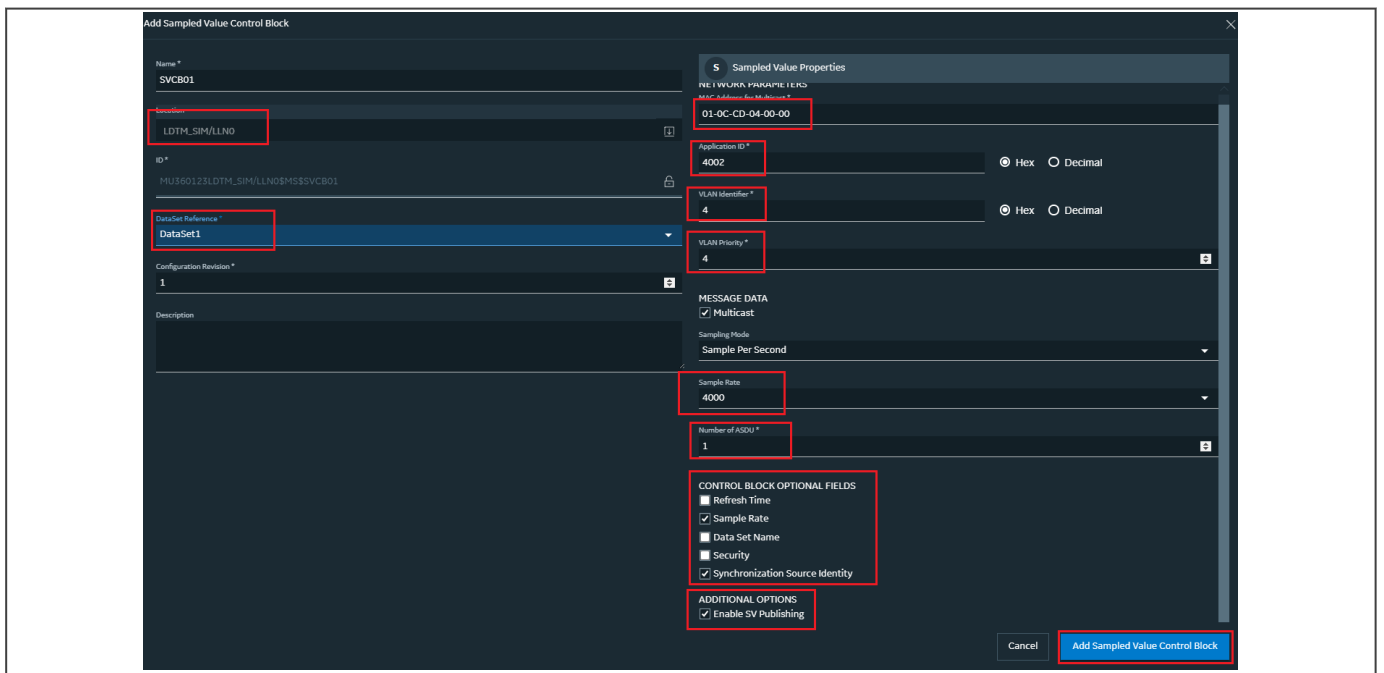 Add Sampled Value Control Block
Name *
SVCB01
Location
LDTM_SIM/LLN0
ID *
MU360123LDTM_SIM/LLN0$MS$SVCB01
DataSet Reference *
DataSet1
Configuration Revision *
1
Description
S Sampled Value Properties
NETWORK PARAMETERS
MAC Address for Multicast *
01-0C-CD-04-00-00
Application ID *
4002
Hex Decimal
VLAN Identifier *
4
Hex Decimal
VLAN Priority *
4
MESSAGE DATA
Multicast
Sampling Mode
Sample Per Second
Sample Rate
4000
Number of ASDU *
1
CONTROL BLOCK OPTIONAL FIELDS
Refresh Time
Sample Rate
Data Set Name
Security
Synchronization Source Identity
ADDITIONAL OPTIONS
Enable SV Publishing
Cancel
Add Sampled Value Control Block